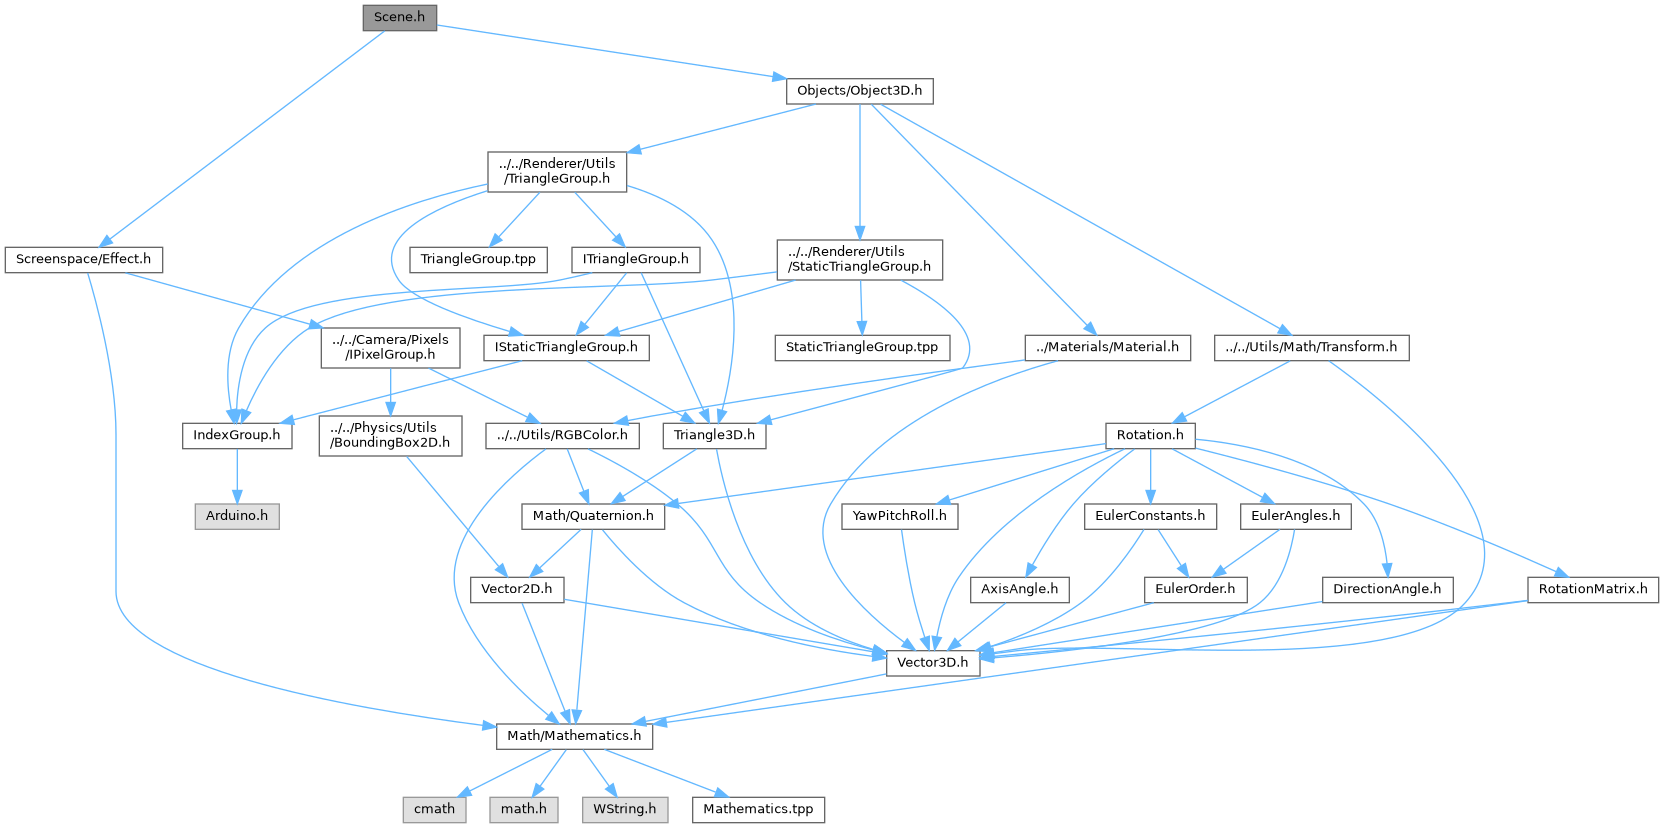 Scene.h
Objects/Object3D.h
../../Renderer/Utils
/TriangleGroup.h
Screenspace/Effect.h
TriangleGroup.tpp
ITriangleGroup.h
../../Renderer/Utils
/StaticTriangleGroup.h
../../Camera/Pixels
/IPixelGroup.h
IStaticTriangleGroup.h
StaticTriangleGroup.tpp
../Materials/Material.h
../../Utils/Math/Transform.h
IndexGroup.h
../../Physics/Utils
/BoundingBox2D.h
../../Utils/RGBColor.h
Triangle3D.h
Rotation.h
Arduino.h
Math/Quaternion.h
YawPitchRoll.h
EulerConstants.h
EulerAngles.h
Vector2D.h
AxisAngle.h
EulerOrder.h
DirectionAngle.h
RotationMatrix.h
Vector3D.h
Math/Mathematics.h
cmath
math.h
WString.h
Mathematics.tpp